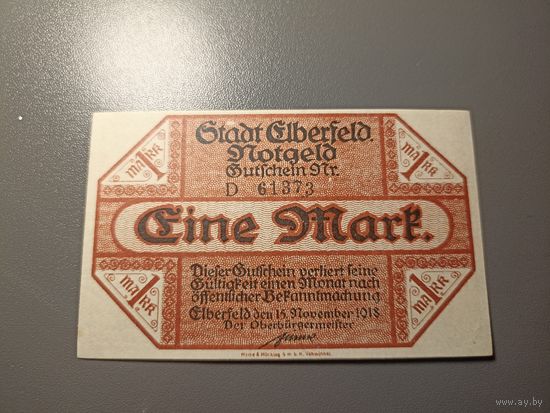 Stadt Elberfeld.
Notgeld
Gutschein Nr.
D 61373
1 MARK
1 MARK
Eine Mark.
Dieser Gutschein verliert seine
Gültigkeit einen Monat nach
öffentlicher Bekanntmachung
Elberfeld den 15. November 1918
Der Oberbürgermeister
1 MARK
1 MARK
G.m.b.H.
www.ay.by